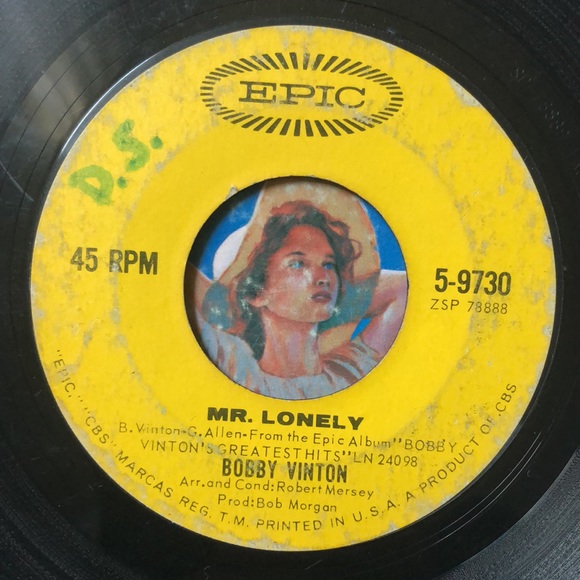 EPIC
D.S.
45 RPM
5-9730
ZSP 78888
MR. LONELY
B. Vinton-G. Allen-From the Epic Album "BOBBY
VINTON'S GREATEST HITS" LN 24098
BOBBY VINTON
Arr. and Cond: Robert Mersey
Prod: Bob Morgan
"EPIC," "CBS" MARCAS REG. T.M. PRINTED IN U.S.A. A PRODUCT OF CBS